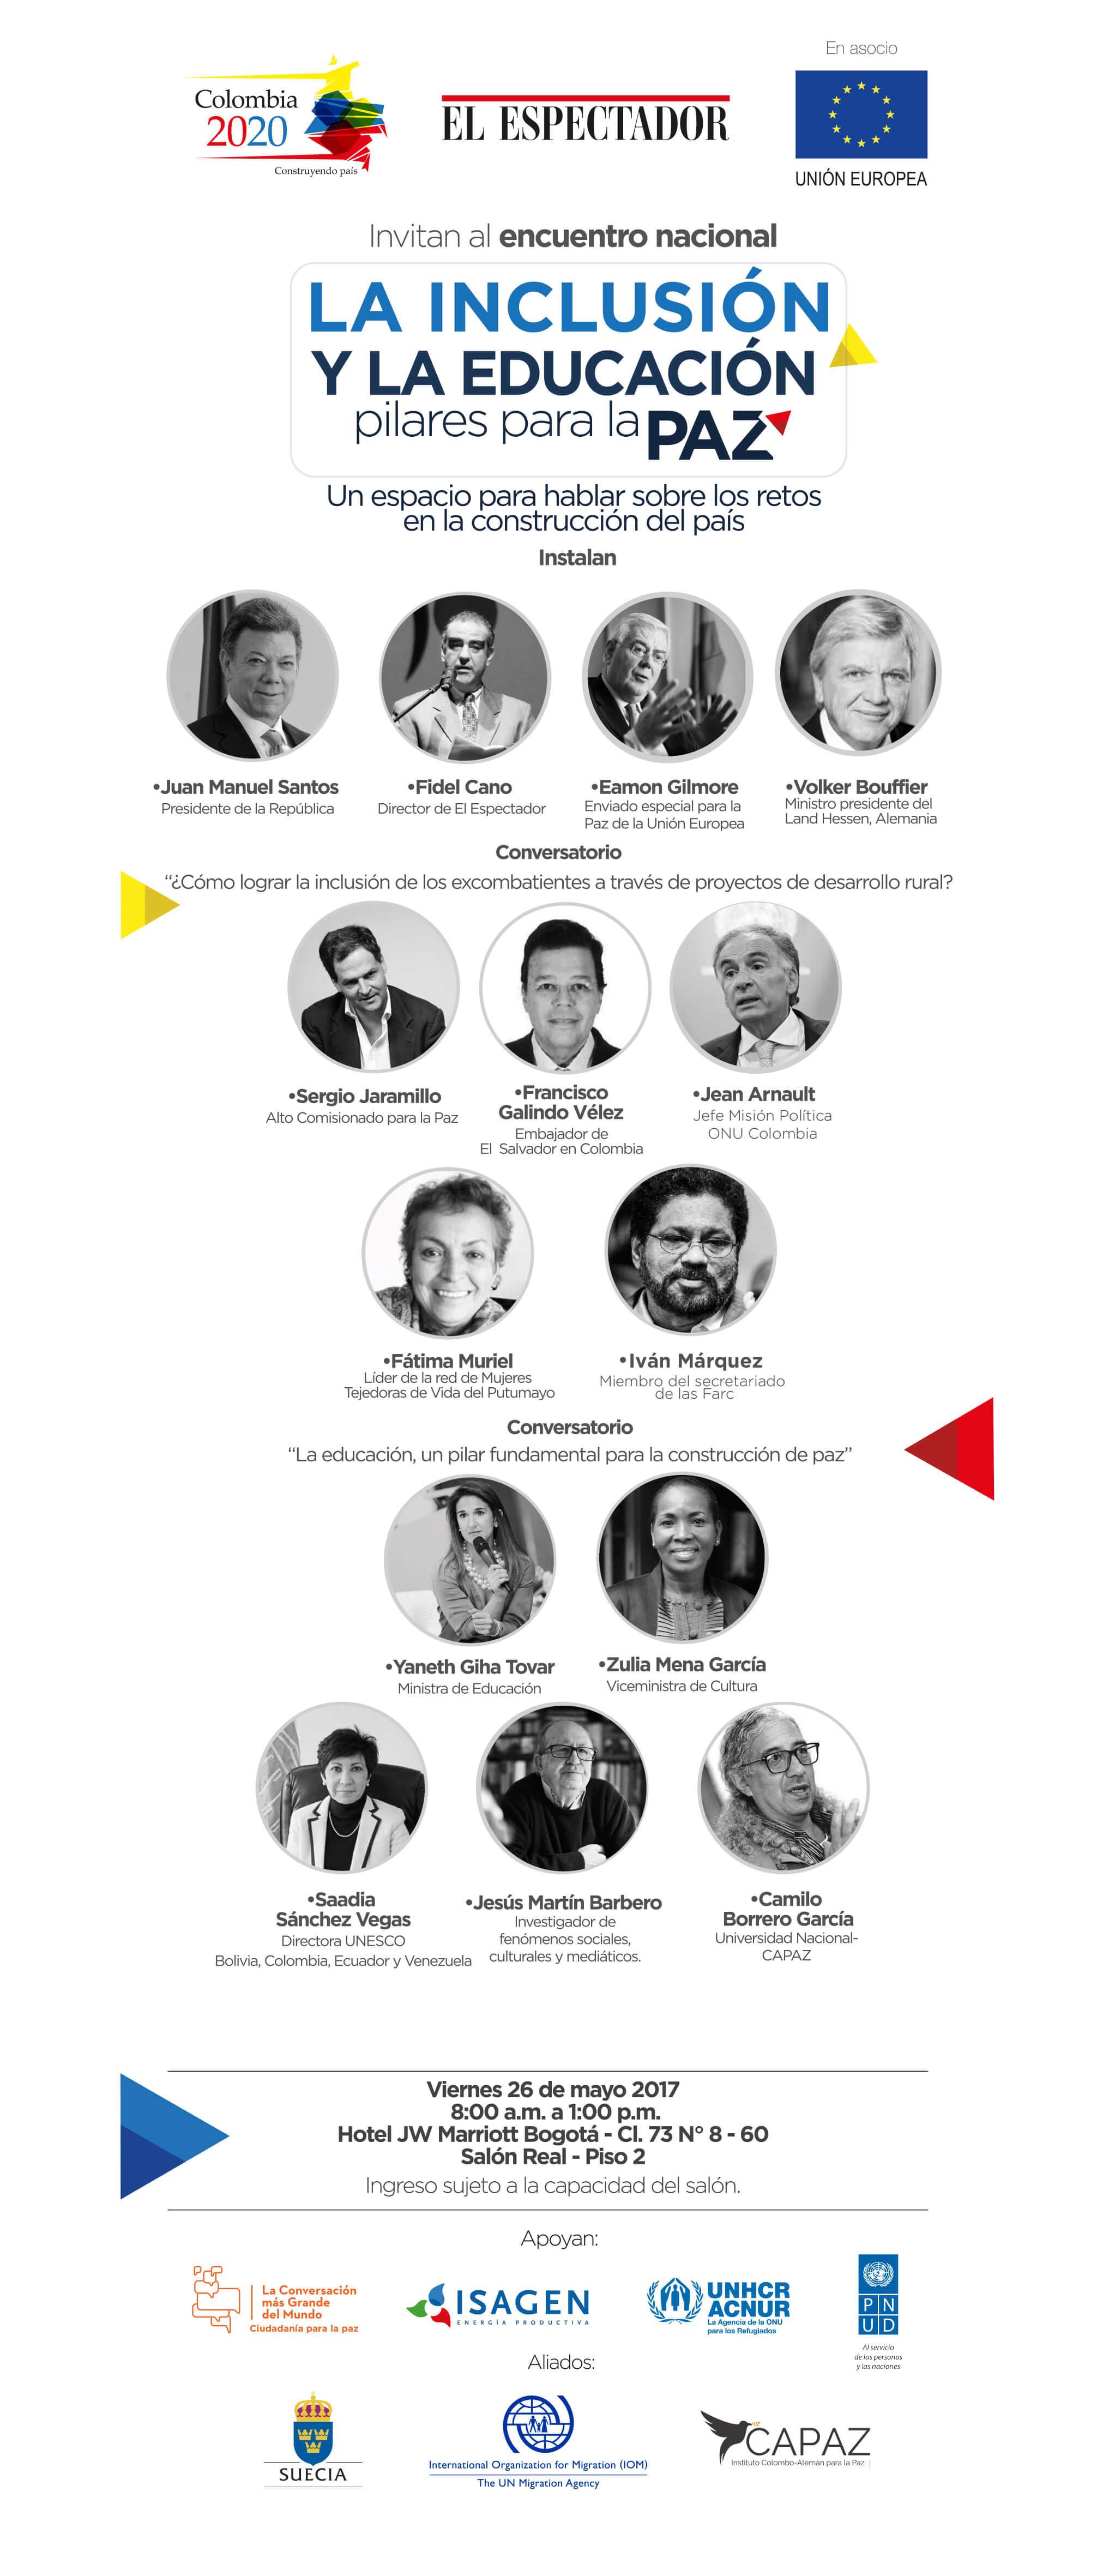 En asocio
Colombia
2020
Construyendo país
EL ESPECTADOR
UNIÓN EUROPEA
Invitan al encuentro nacional
LA INCLUSIÓN
Y LA EDUCACIÓN
pilares para la PAZ
Un espacio para hablar sobre los retos
en la construcción del país
Instalan
•Juan Manuel Santos
Presidente de la República
•Fidel Cano
Director de El Espectador
•Eamon Gilmore
Enviado especial para la
Paz de la Unión Europea
•Volker Bouffier
Ministro presidente del
Land Hessen, Alemania
Conversatorio
“¿Cómo lograr la inclusión de los excombatientes a través de proyectos de desarrollo rural?
•Sergio Jaramillo
Alto Comisionado para la Paz
•Francisco
Galindo Vélez
Embajador de
El Salvador en Colombia
•Jean Arnault
Jefe Misión Política
ONU Colombia
•Fátima Muriel
Líder de la red de Mujeres
Tejedoras de Vida del Putumayo
•Iván Márquez
Miembro del secretariado
de las Farc
Conversatorio
“La educación, un pilar fundamental para la construcción de paz”
•Yaneth Giha Tovar
Ministra de Educación
•Zulia Mena García
Viceministra de Cultura
•Saadia
Sánchez Vegas
Directora UNESCO
Bolivia, Colombia, Ecuador y Venezuela
•Jesús Martín Barbero
Investigador de
fenómenos sociales,
culturales y mediáticos.
•Camilo
Borrero García
Universidad Nacional-
CAPAZ
Viernes 26 de mayo 2017
8:00 a.m. a 1:00 p.m.
Hotel JW Marriott Bogotá - Cl. 73 N° 8 - 60
Salón Real - Piso 2
Ingreso sujeto a la capacidad del salón.
Apoyan:
La Conversación
más Grande
del Mundo
Ciudadanía para la paz
ISAGEN
ENERGÍA PRODUCTIVA
UNHCR
ACNUR
La Agencia de la ONU
para los Refugiados
P N
U D
Al servicio
de las personas
y las naciones
Aliados:
SUECIA
International Organization for Migration (IOM)
The UN Migration Agency
CAPAZ
Instituto Colombo-Alemán para la Paz